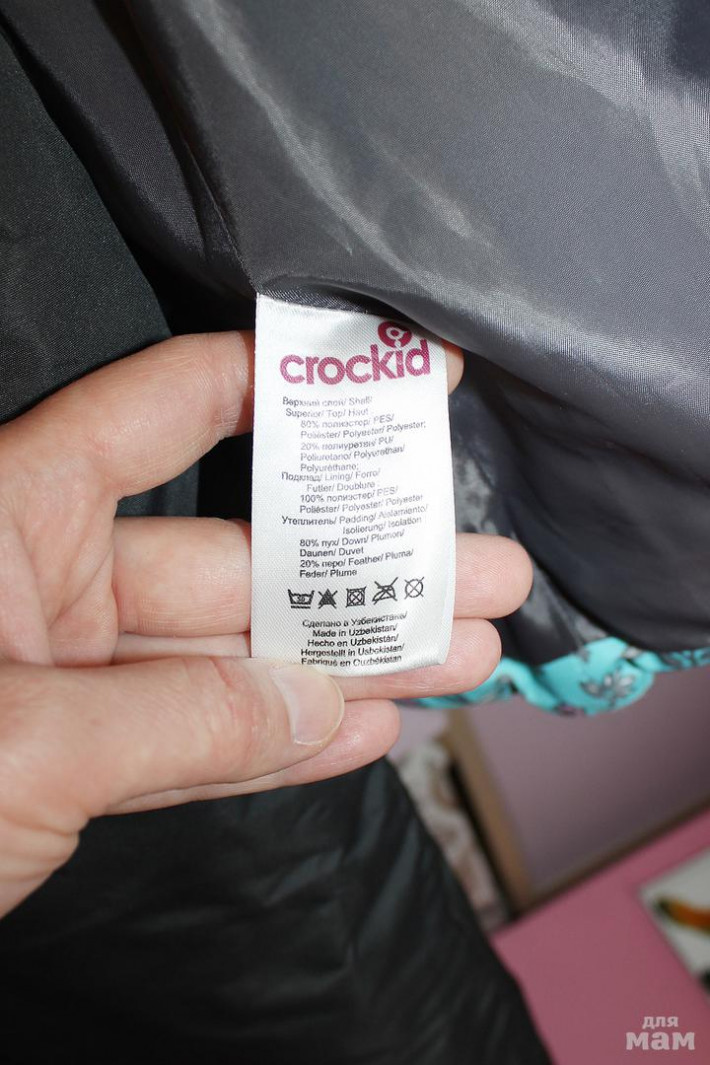 crockid
Верхний слой/ Shell/
Superior/ Top/ Haut
80% полиэстер/ PES/
Poliéster/ Polyester/ Polyester;
20% полиуретан/ PU/
Poliuretano/ Polyurethan/
Polyuréthane;
Подклад/ Lining/ Forro/
Futter/ Doublure
100% полиэстер/ PES/
Poliéster/ Polyester/ Polyester
Утеплитель/ Padding/ Aislamiento/
Isolierung/ Isolation
80% пух/ Down/ Plumón/
Daunen/ Duvet
20% перо/ Feather/ Pluma/
Feder/ Plume
Сделано в Узбекистане/
Made in Uzbekistan/
Hecho en Uzbekistán/
Hergestellt in Usbekistan/
Fabriqué en Ouzbékistan
для
мам